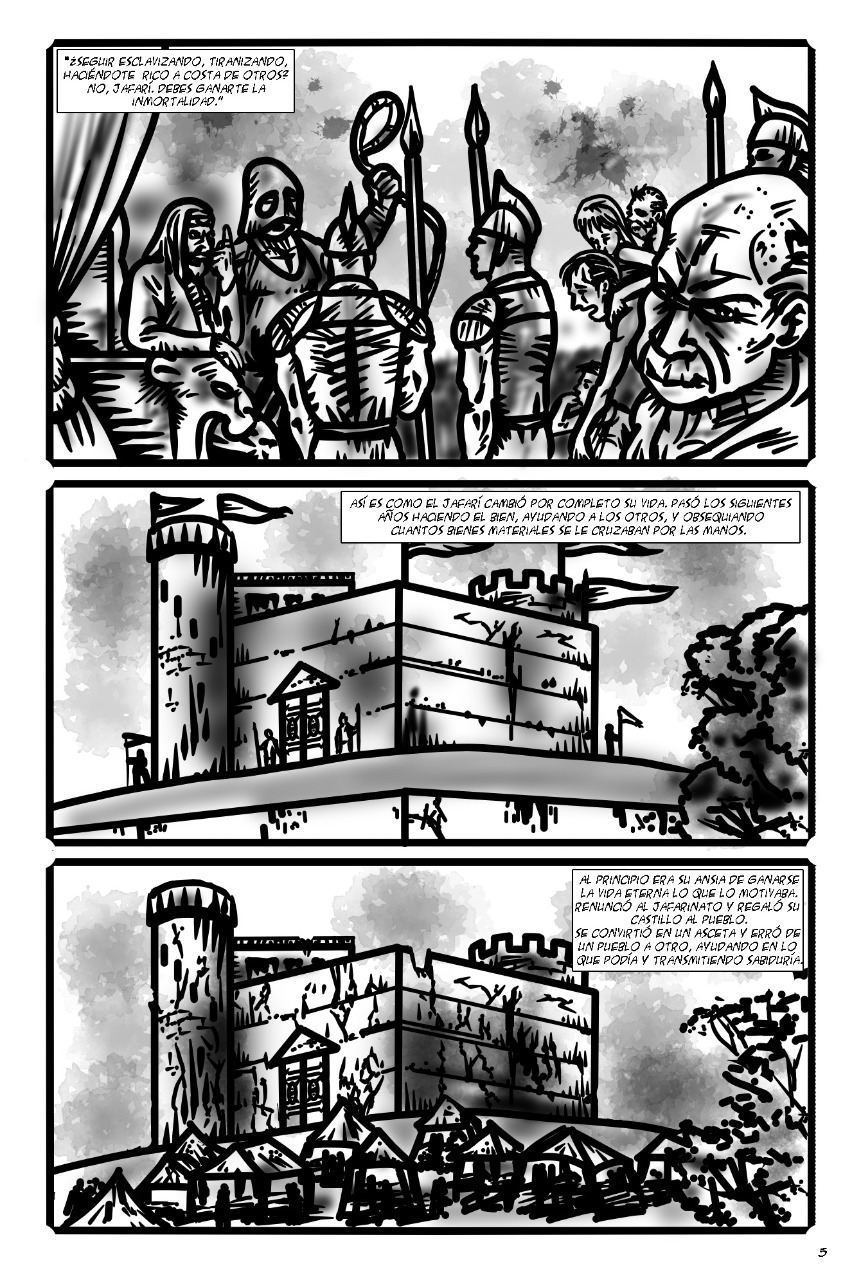 "¿SEGUIR ESCLAVIZANDO, TIRANIZANDO,
HACIÉNDOTE RICO A COSTA DE OTROS?
NO, JAFARÍ. DEBES GANARTE LA
INMORTALIDAD."
ASÍ ES COMO EL JAFARÍ CAMBIÓ POR COMPLETO SU VIDA. PASÓ LOS SIGUIENTES
AÑOS HACIENDO EL BIEN, AYUDANDO A LOS OTROS, Y OBSEQUIANDO
CUANTOS BIENES MATERIALES SE LE CRUZABAN POR LAS MANOS.
AL PRINCIPIO ERA SU ANSIA DE GANARSE
LA VIDA ETERNA LO QUE LO MOTIVABA.
RENUNCIÓ AL JAFARINATO Y REGALÓ SU
CASTILLO AL PUEBLO.
SE CONVIRTIÓ EN UN ASCETA Y ERRÓ DE
UN PUEBLO A OTRO, AYUDANDO EN LO
QUE PODÍA Y TRANSMITIENDO SABIDURÍA.
5